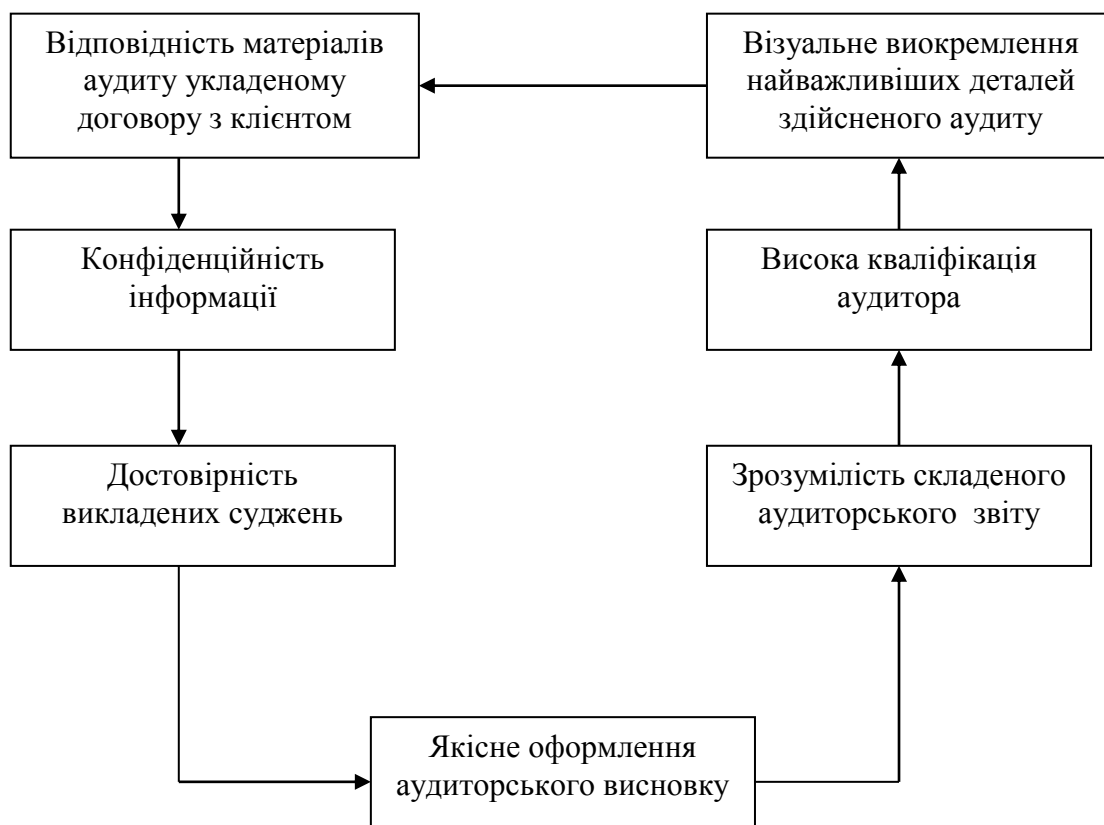 Відповідність матеріалів
аудиту укладеному
договору з клієнтом
Візуальне виокремлення
найважливіших деталей
здійсненого аудиту
Конфіденційність
інформації
Висока кваліфікація
аудитора
Достовірність
викладених суджень
Зрозумілість складеного
аудиторського звіту
Якісне оформлення
аудиторського висновку